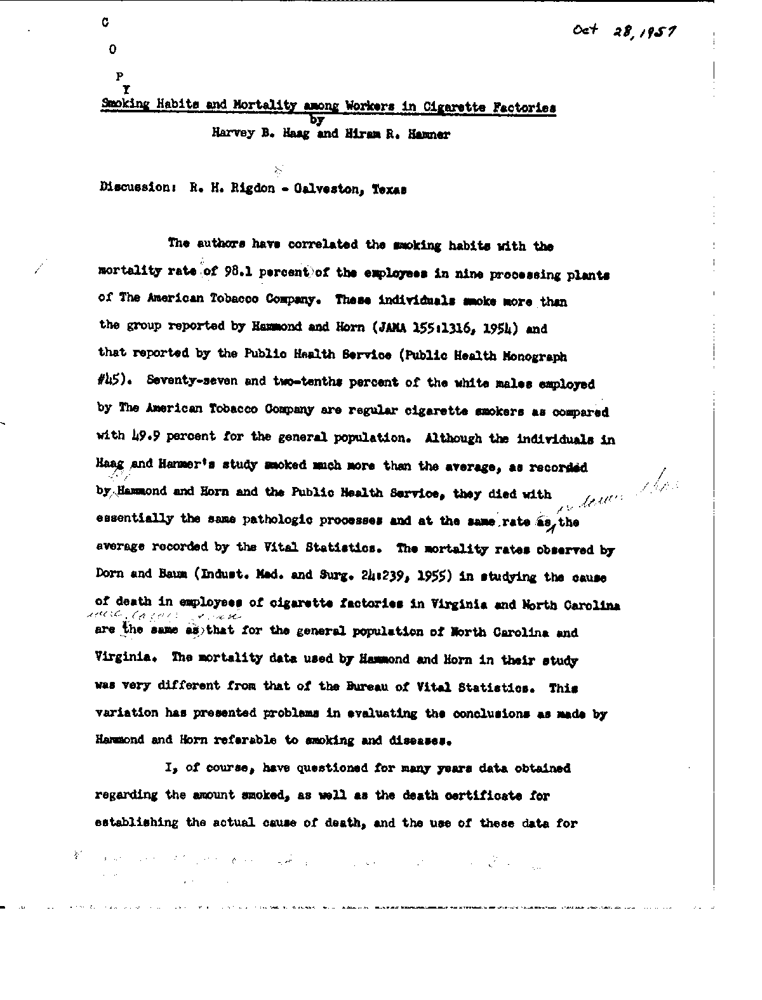 C
Oct 28, 1957
O
P
Y
Smoking Habits and Mortality among Workers in Cigarette Factories
by
Harvey B. Haag and Hiram R. Hanmer
Discussion: R. H. Rigdon - Galveston, Texas
The authors have correlated the smoking habits with the
mortality rate of 98.1 percent of the employees in nine processing plants
of The American Tobacco Company. These individuals smoke more than
the group reported by Hammond and Horn (JAMA 155:1316, 1954) and
that reported by the Public Health Service (Public Health Monograph
#45). Seventy-seven and two-tenths percent of the white males employed
by The American Tobacco Company are regular cigarette smokers as compared
with 49.9 percent for the general population. Although the individuals in
Haag and Hanmer's study smoked much more than the average, as recorded
by Hammond and Horn and the Public Health Service, they died with
or lower than
essentially the same pathologic processes and at the same rate as the
average recorded by the Vital Statistics. The mortality rates observed by
Dorn and Baum (Indust. Med. and Surg. 24:239, 1955) in studying the cause
of death in employees of cigarette factories in Virginia and North Carolina
are the same as that for the general population of North Carolina and
Virginia. The mortality data used by Hammond and Horn in their study
was very different from that of the Bureau of Vital Statistics. This
variation has presented problems in evaluating the conclusions as made by
Hammond and Horn referable to smoking and diseases.
I, of course, have questioned for many years data obtained
regarding the amount smoked, as well as the death certificate for
establishing the actual cause of death, and the use of these data for